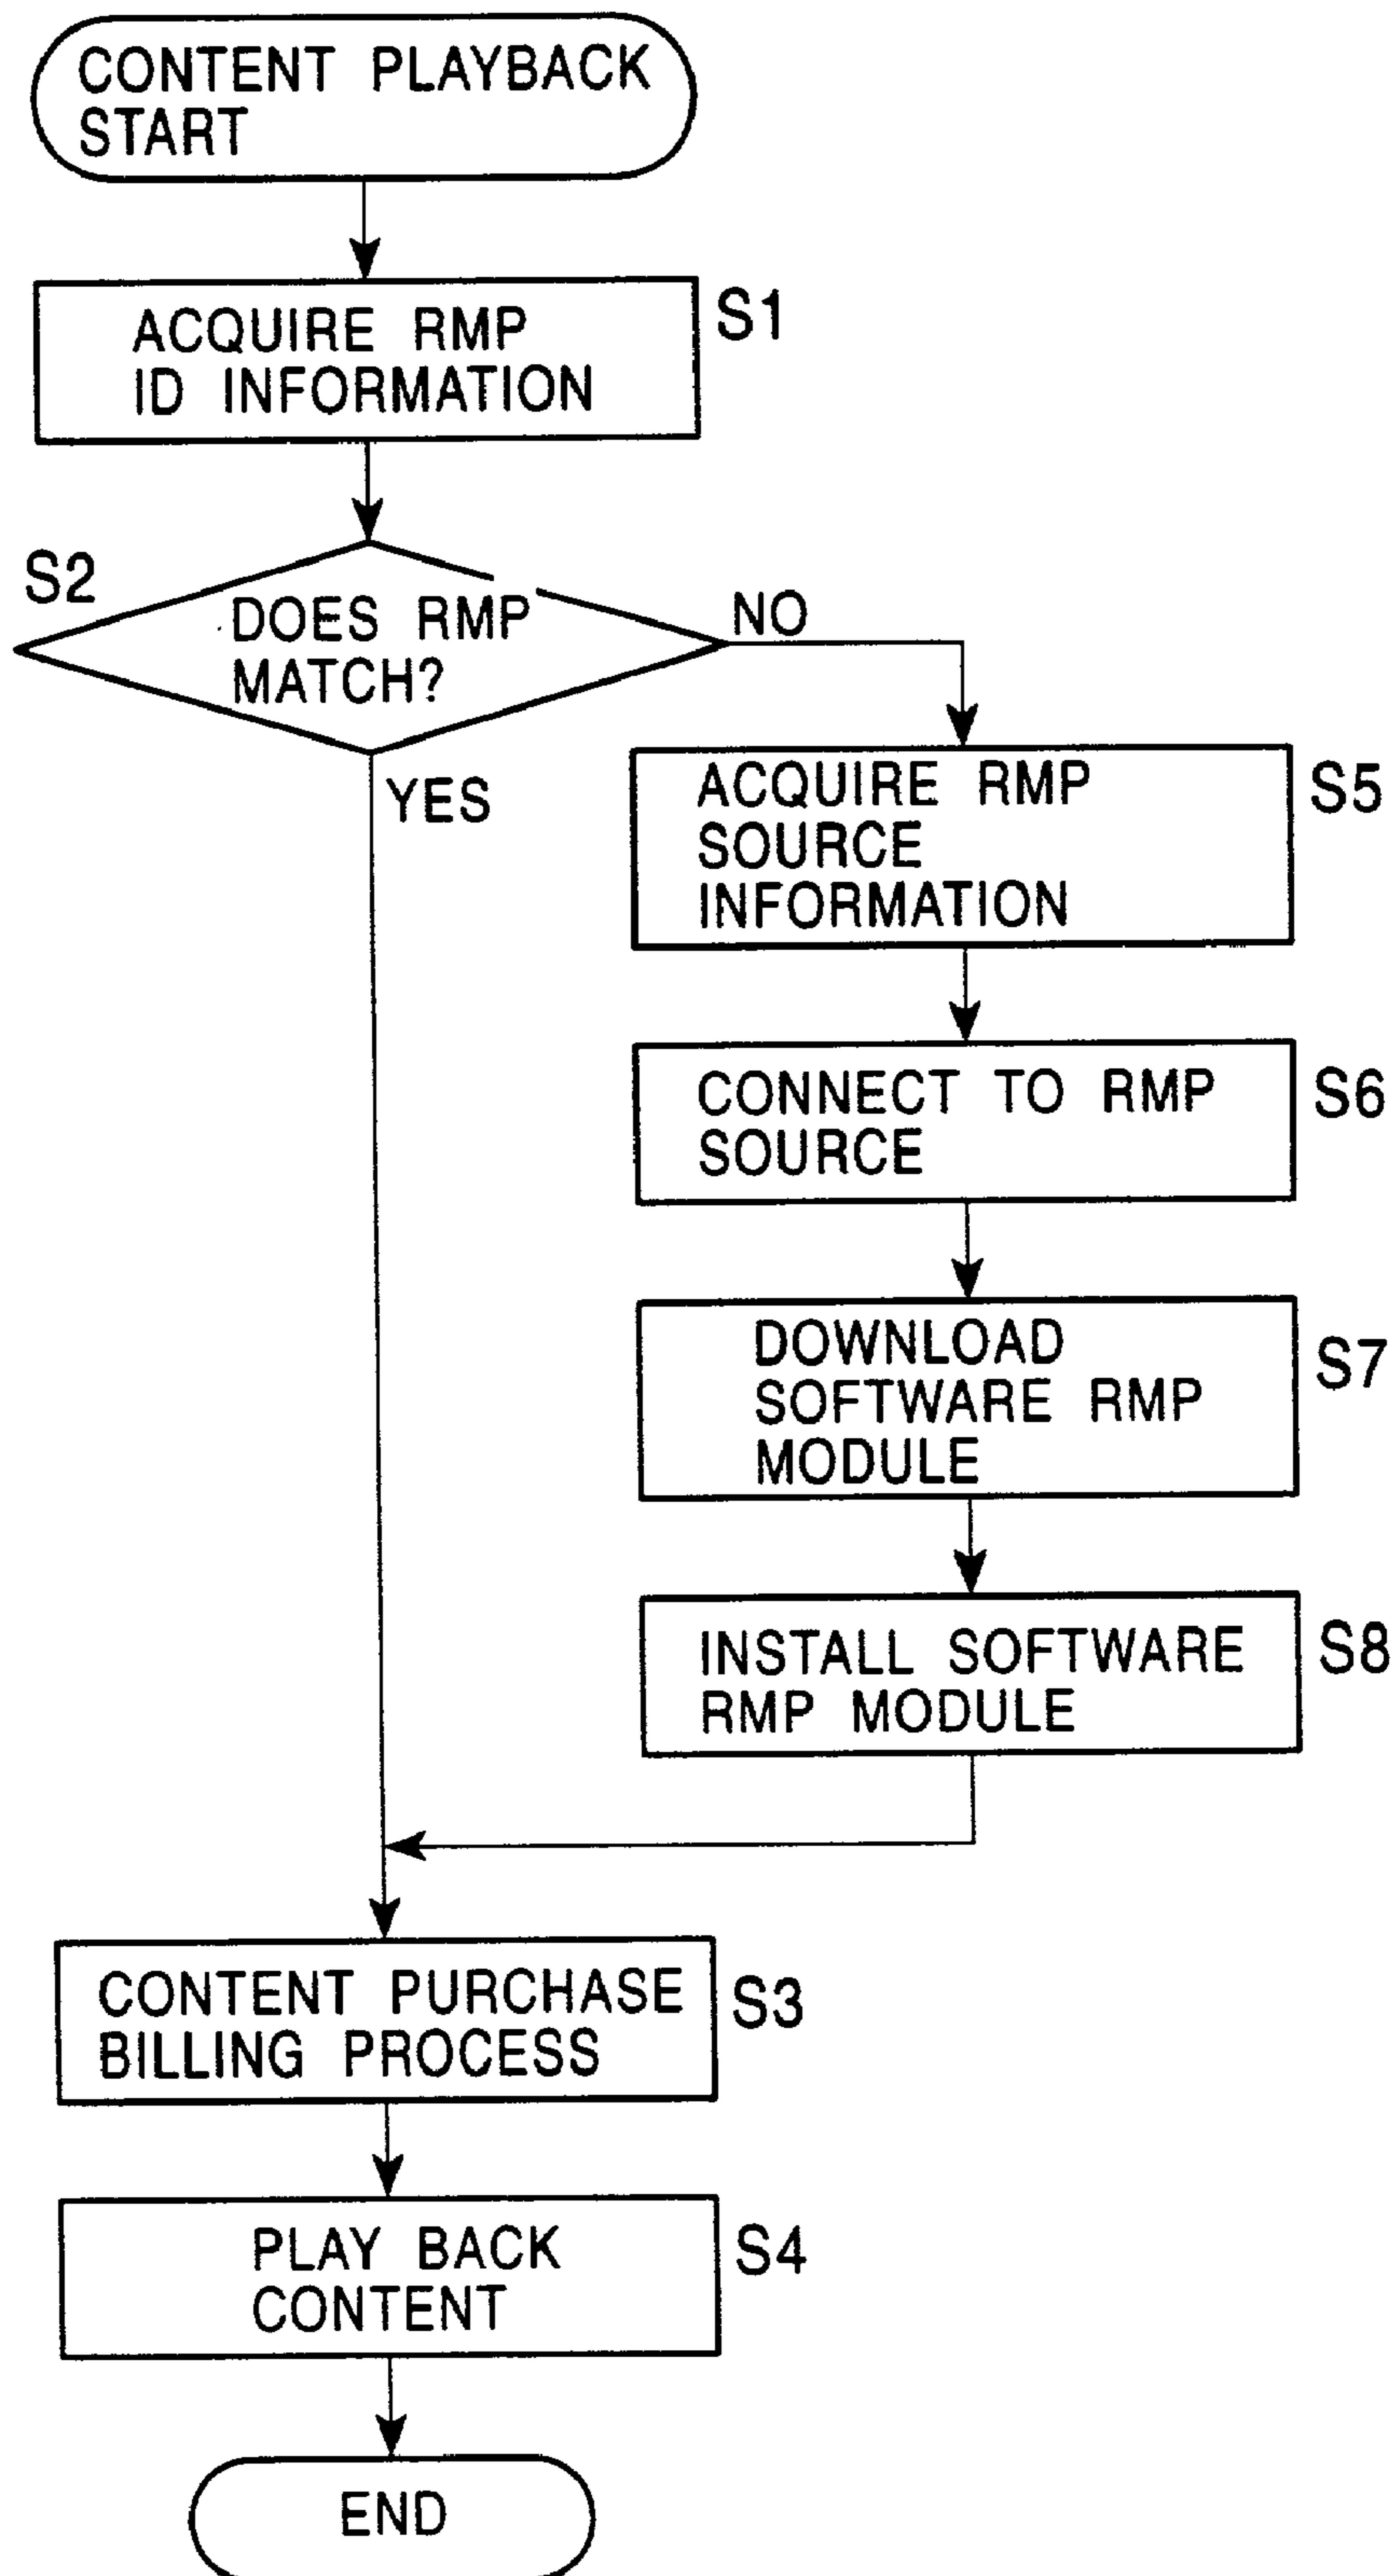 CONTENT PLAYBACK
START
ACQUIRE RMP
ID INFORMATION
S1
S2
DOES RMP
MATCH?
NO
YES
ACQUIRE RMP
SOURCE
INFORMATION
S5
CONNECT TO RMP
SOURCE
S6
DOWNLOAD
SOFTWARE RMP
MODULE
S7
INSTALL SOFTWARE
RMP MODULE
S8
CONTENT PURCHASE
BILLING PROCESS
S3
PLAY BACK
CONTENT
S4
END